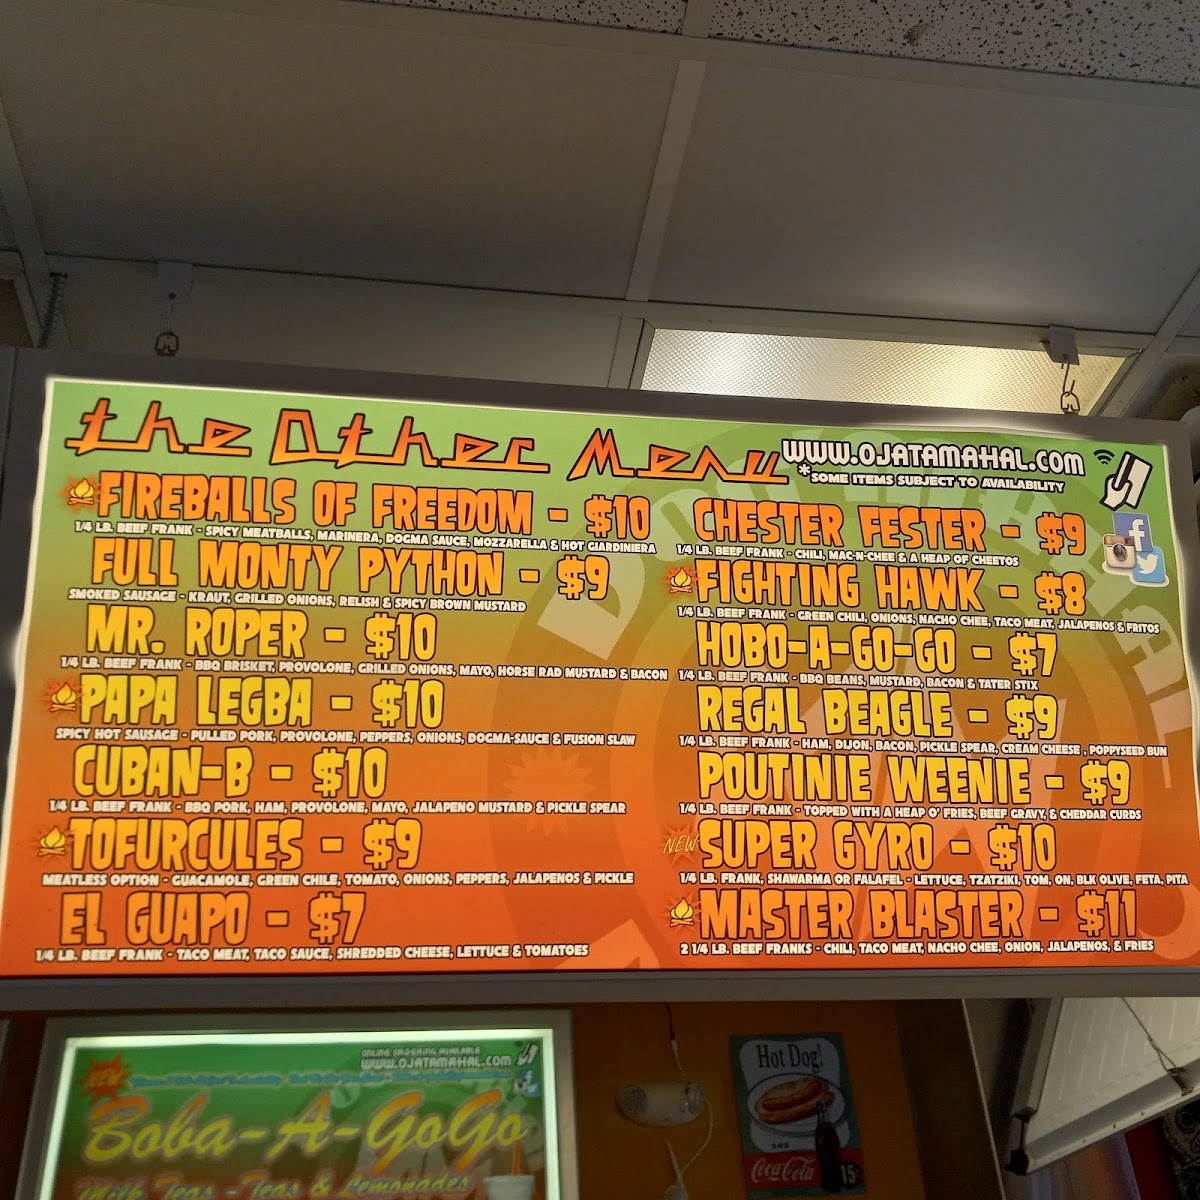 the Other Menu
WWW.OJATAMAHAL.COM
*SOME ITEMS SUBJECT TO AVAILABILITY
FIREBALLS OF FREEDOM - $10
1/4 LB. BEEF FRANK - SPICY MEATBALLS, MARINERA, DOGMA SAUCE, MOZZARELLA & HOT GIARDINIERA
FULL MONTY PYTHON - $9
SMOKED SAUSAGE - KRAUT, GRILLED ONIONS, RELISH & SPICY BROWN MUSTARD
MR. ROPER - $10
1/4 LB. BEEF FRANK - BBQ BRISKET, PROVOLONE, GRILLED ONIONS, MAYO, HORSE RAD MUSTARD & BACON
PAPA LEGBA - $10
SPICY HOT SAUSAGE - PULLED PORK, PROVOLONE, PEPPERS, ONIONS, DOGMA-SAUCE & FUSION SLAW
CUBAN-B - $10
1/4 LB. BEEF FRANK - BBQ PORK, HAM, PROVOLONE, MAYO, JALAPENO MUSTARD & PICKLE SPEAR
TOFURCULES - $9
MEATLESS OPTION - GUACAMOLE, GREEN CHILE, TOMATO, ONIONS, PEPPERS, JALAPENOS & PICKLE
EL GUAPO - $7
1/4 LB. BEEF FRANK - TACO MEAT, TACO SAUCE, SHREDDED CHEESE, LETTUCE & TOMATOES
CHESTER FESTER - $9
1/4 LB. BEEF FRANK - CHILI, MAC-N-CHEE & A HEAP OF CHEETOS
FIGHTING HAWK - $8
1/4 LB. BEEF FRANK - GREEN CHILI, ONIONS, NACHO CHEE, TACO MEAT, JALAPENOS & FRITOS
HOBO-A-GO-GO - $7
1/4 LB. BEEF FRANK - BBQ BEANS, MUSTARD, BACON & TATER STIX
REGAL BEAGLE - $9
1/4 LB. BEEF FRANK - HAM, DIJON, BACON, PICKLE SPEAR, CREAM CHEESE , POPPYSEED BUN
POUTINIE WEENIE - $9
1/4 LB. BEEF FRANK - TOPPED WITH A HEAP O' FRIES, BEEF GRAVY, & CHEDDAR CURDS
NEW SUPER GYRO - $10
1/4 LB. FRANK, SHAWARMA OR FALAFEL - LETTUCE, TZATZIKI, TOM, ON, BLK OLIVE, FETA, PITA
MASTER BLASTER - $11
2 1/4 LB. BEEF FRANKS - CHILI, TACO MEAT, NACHO CHEE, ONION, JALAPENOS, & FRIES
ONLINE ORDERING AVAILABLE
WWW.OJATAMAHAL.COM
NEW
Boba-A-GoGo
Milk Teas - Teas & Lemonades
Hot Dog!
AND
Coca-Cola 15¢